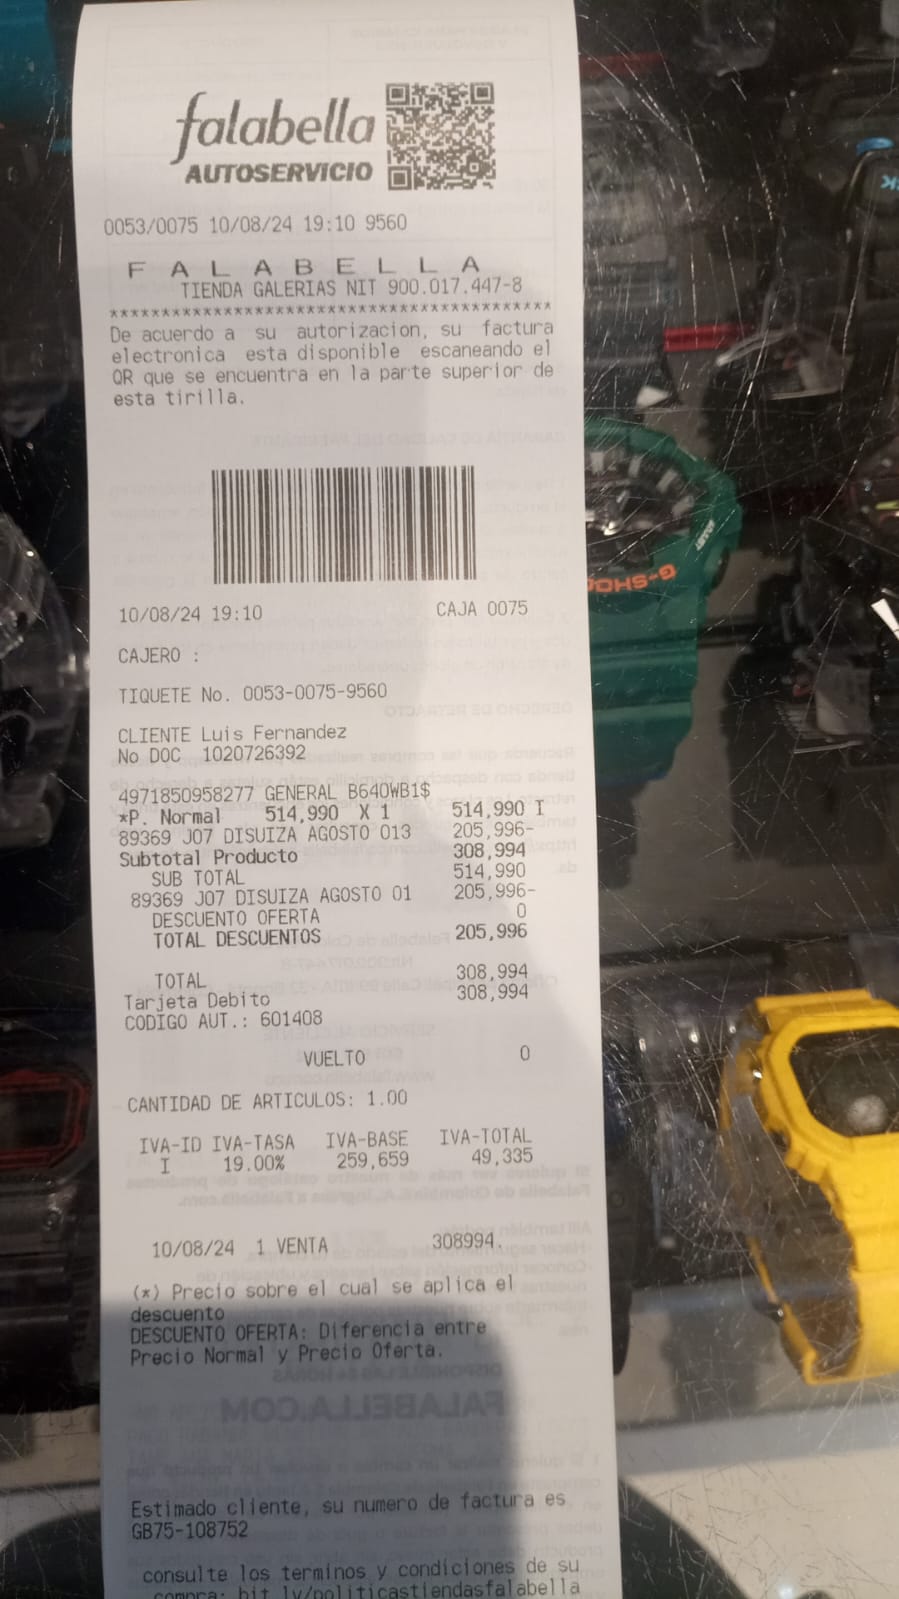 falabella
AUTOSERVICIO
0053/0075 10/08/24 19:10 9560
F A L A B E L L A
TIENDA GALERIAS NIT 900.017.447-8
******************************************
De acuerdo a su autorizacion, su factura
electronica esta disponible escaneando el
QR que se encuentra en la parte superior de
esta tirilla.
10/08/24 19:10 CAJA 0075
CAJERO :
TIQUETE No. 0053-0075-9560
CLIENTE Luis Fernandez
No DOC 1020726392
4971850958277 GENERAL B640WB1$
*P. Normal 514,990 X 1 514,990 I
89369 J07 DISUIZA AGOSTO 013 205,996-
Subtotal Producto 308,994
SUB TOTAL 514,990
89369 J07 DISUIZA AGOSTO 01 205,996-
DESCUENTO OFERTA 0
TOTAL DESCUENTOS 205,996
TOTAL 308,994
Tarjeta Debito 308,994
CODIGO AUT.: 601408
VUELTO 0
CANTIDAD DE ARTICULOS: 1.00
IVA-ID IVA-TASA IVA-BASE IVA-TOTAL
I 19.00% 259,659 49,335
10/08/24 1 VENTA 308994.
(*) Precio sobre el cual se aplica el
descuento
DESCUENTO OFERTA: Diferencia entre
Precio Normal y Precio Oferta.
FALABELLA.COM
Estimado cliente, su numero de factura es
GB75-108752
consulte los terminos y condiciones de su
compra: bit.ly/politicastiendasfalabella
G-SHOCK